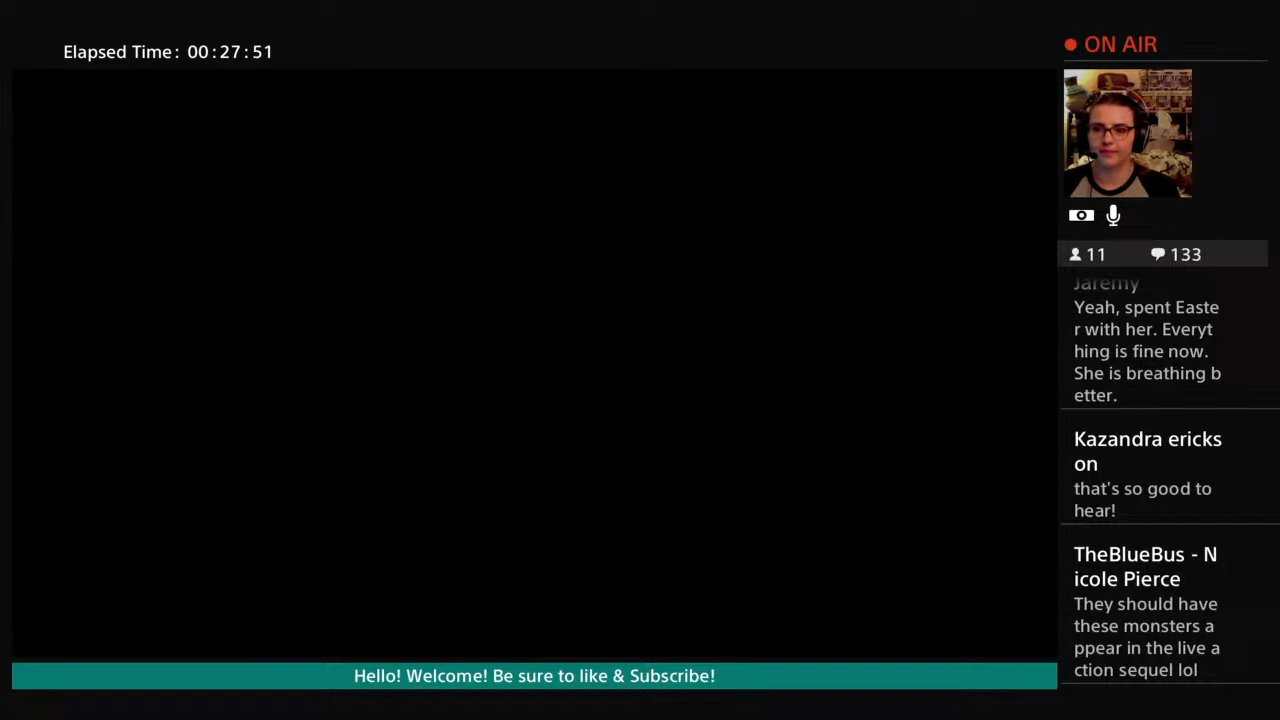 Elapsed Time: 00:27:51
ON AIR
11 133
Jaremy
Yeah, spent Easte
r with her. Everyt
hing is fine now.
She is breathing b
etter.
Kazandra ericks
on
that's so good to
hear!
TheBlueBus - N
icole Pierce
They should have
these monsters a
ppear in the live a
ction sequel lol
Hello! Welcome! Be sure to like & Subscribe!